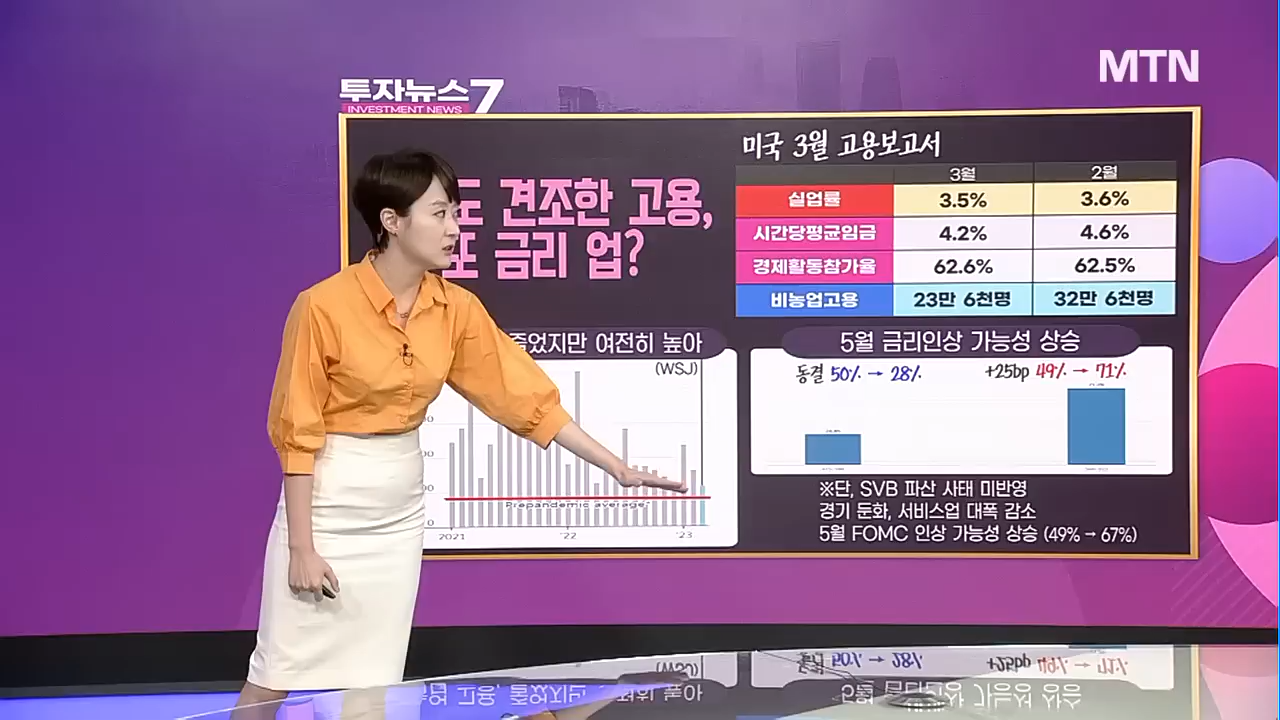 MTN
투자뉴스7
INVESTMENT NEWS
도 견조한 고용,
또 금리 업?
미국 3월 고용보고서
3월 2월
실업률 3.5% 3.6%
시간당평균임금 4.2% 4.6%
경제활동참가율 62.6% 62.5%
비농업고용 23만 6천명 32만 6천명
줄었지만 여전히 높아
(WSJ)
Prepandemic average
2021 '22 '23
5월 금리인상 가능성 상승
동결 50% → 28% +25bp 49% → 71%
※단, SVB 파산 사태 미반영
경기 둔화, 서비스업 대폭 감소
5월 FOMC 인상 가능성 상승 (49% → 67%)